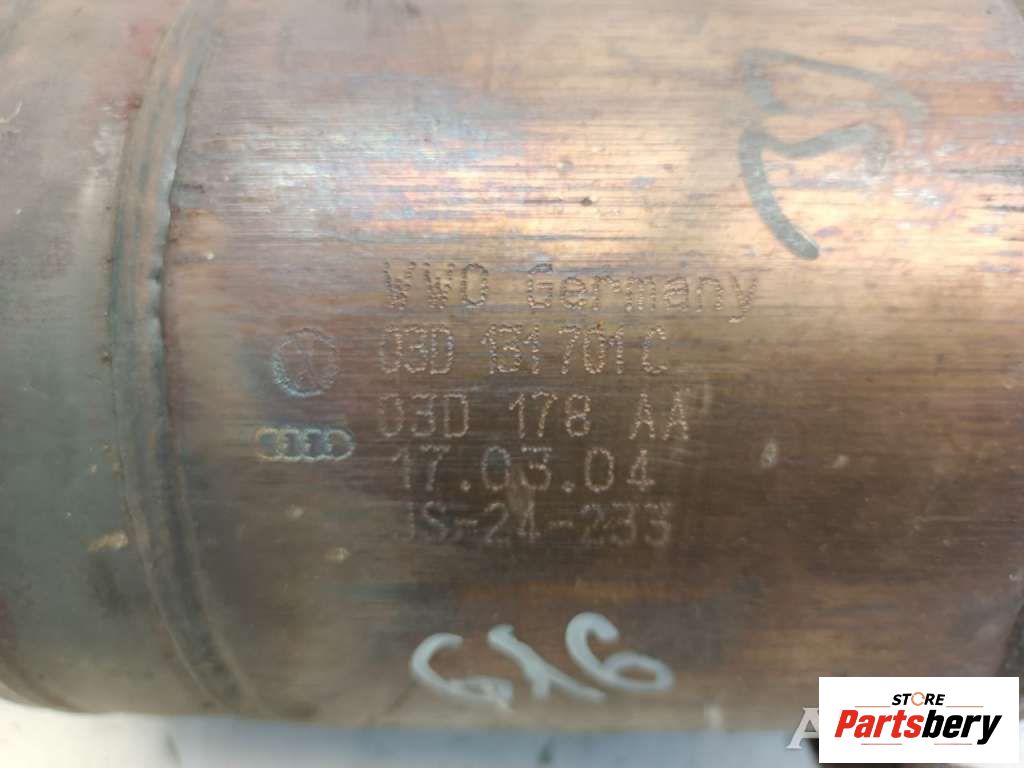 VWO Germany
03D 131 701 C
03D 178 AA
17.03.04
JS-24-233
STORE
Partsbery